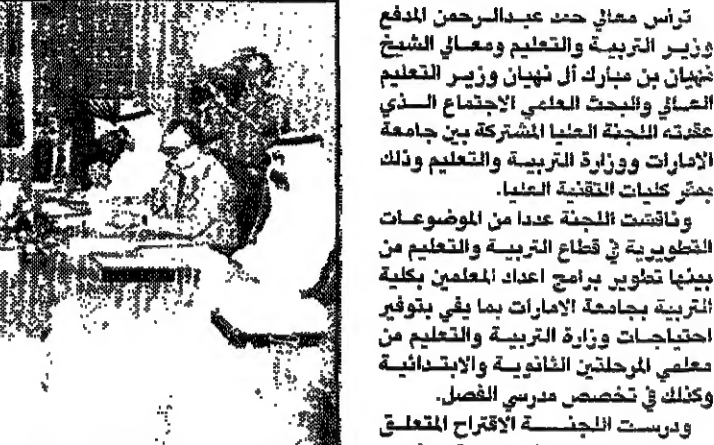 ترأس معالي حمد عبدالرحمن المدفع
وزير التربية والتعليم ومعالي الشيخ
نهيان بن مبارك آل نهيان وزير التعليم
العالي والبحث العلمي الاجتماع الذي
عقدته اللجنة العليا المشتركة بين جامعة
الامارات ووزارة التربية والتعليم وذلك
بمقر كليات التقنية العليا.
وناقشت اللجنة عددا من الموضوعات
التطويرية في قطاع التربية والتعليم من
بينها تطوير برامج اعداد المعلمين بكلية
التربية بجامعة الامارات بما يفي بتوفير
احتياجات وزارة التربية والتعليم من
معلمي المرحلتين الثانوية والابتدائية
وكذلك في تخصص مدرسي الفصل.
ودرست اللجنة الاقتراح المتعلق